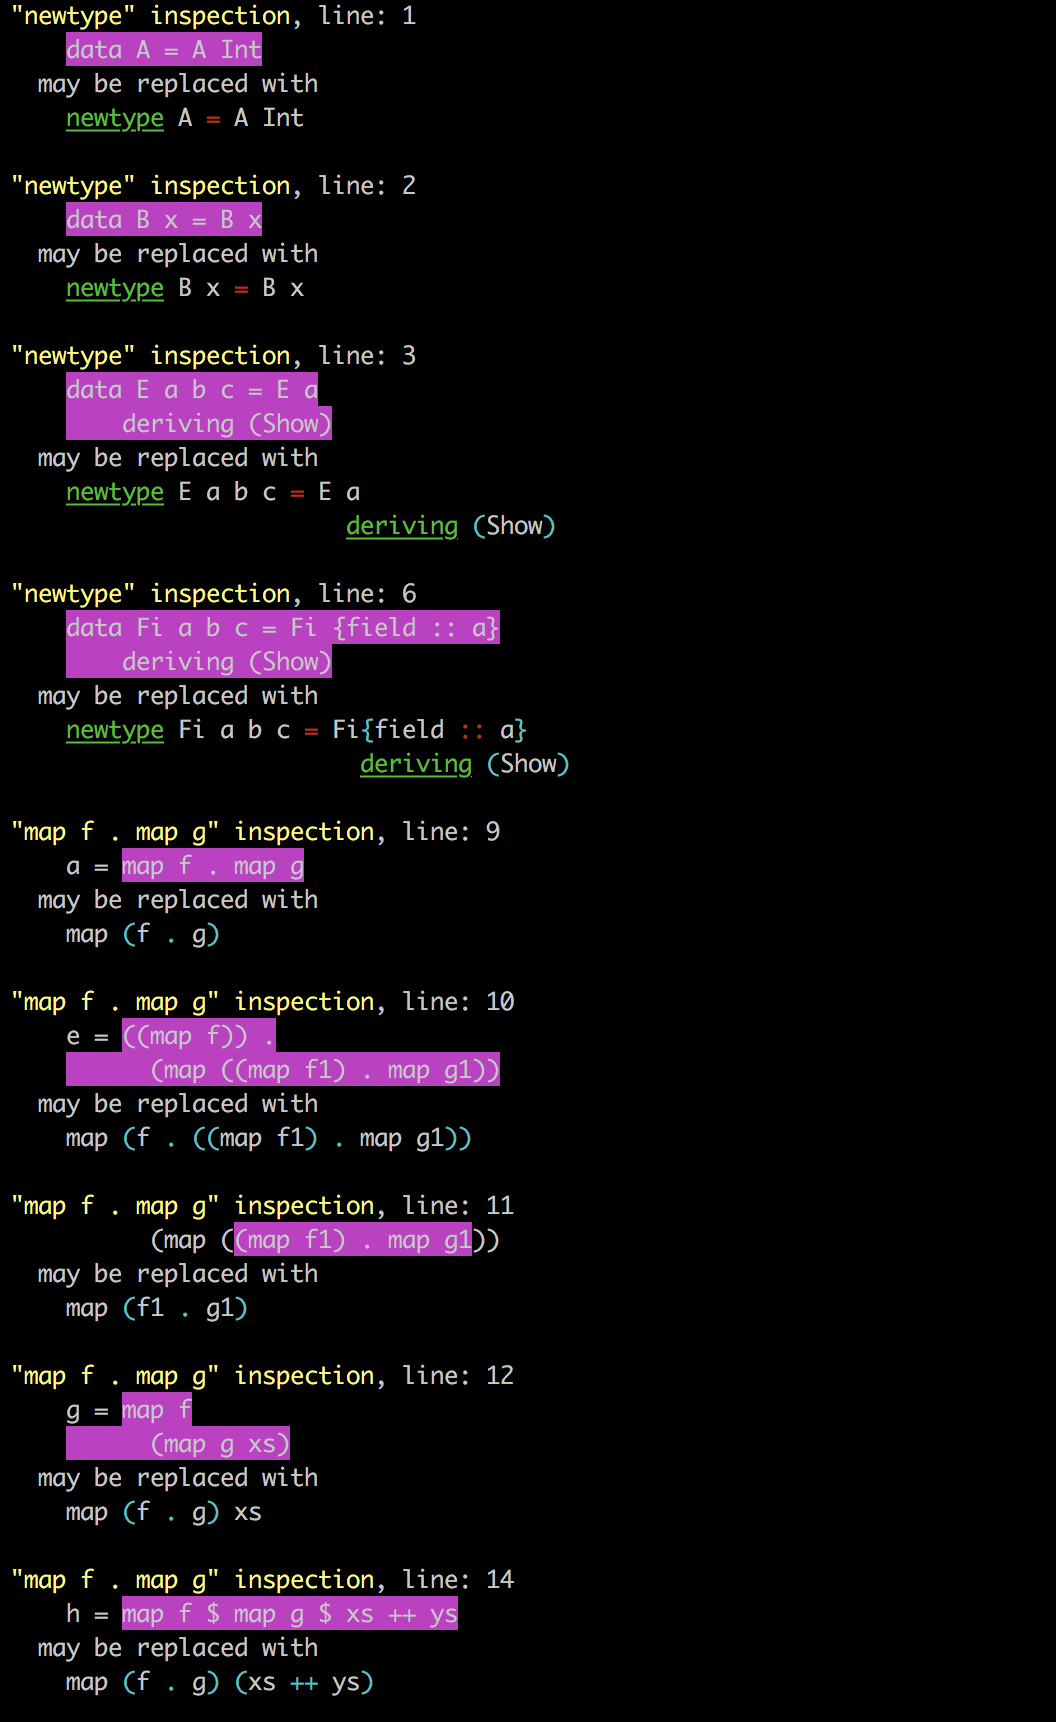 "newtype" inspection, line: 1
    data A = A Int
  may be replaced with
    newtype A = A Int

"newtype" inspection, line: 2
    data B x = B x
  may be replaced with
    newtype B x = B x

"newtype" inspection, line: 3
    data E a b c = E a
        deriving (Show)
  may be replaced with
    newtype E a b c = E a
                        deriving (Show)

"newtype" inspection, line: 6
    data Fi a b c = Fi {field :: a}
        deriving (Show)
  may be replaced with
    newtype Fi a b c = Fi{field :: a}
                         deriving (Show)

"map f . map g" inspection, line: 9
    a = map f . map g
  may be replaced with
    map (f . g)

"map f . map g" inspection, line: 10
    e = ((map f)) .
          (map ((map f1) . map g1))
  may be replaced with
    map (f . ((map f1) . map g1))

"map f . map g" inspection, line: 11
          (map ((map f1) . map g1))
  may be replaced with
    map (f1 . g1)

"map f . map g" inspection, line: 12
    g = map f
          (map g xs)
  may be replaced with
    map (f . g) xs

"map f . map g" inspection, line: 14
    h = map f $ map g $ xs ++ ys
  may be replaced with
    map (f . g) (xs ++ ys)